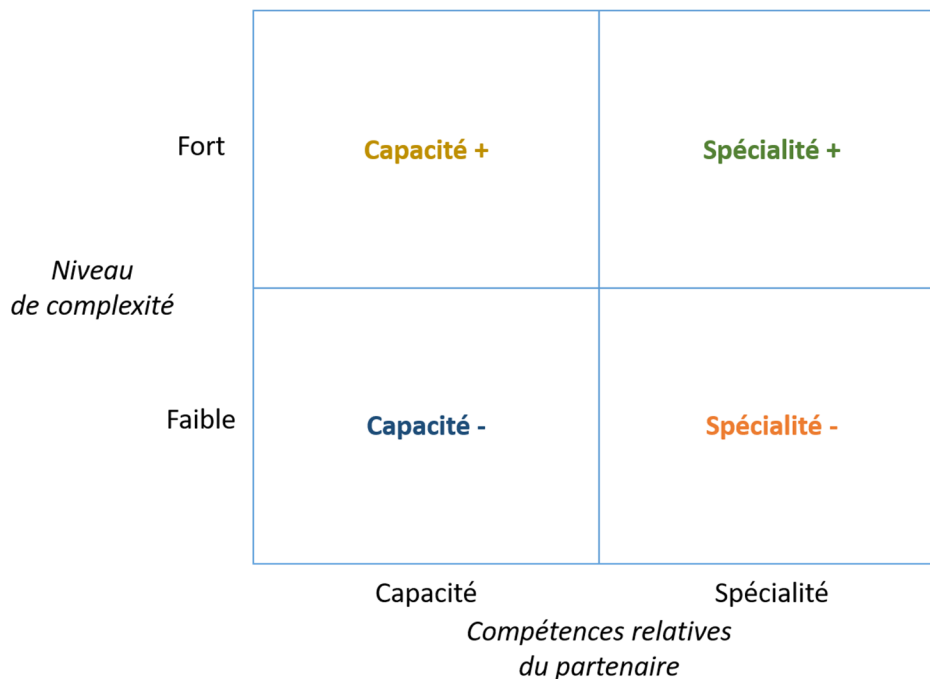 Fort
Capacité +
Spécialité +
Niveau
de complexité
Faible
Capacité -
Spécialité -
Capacité
Spécialité
Compétences relatives
du partenaire